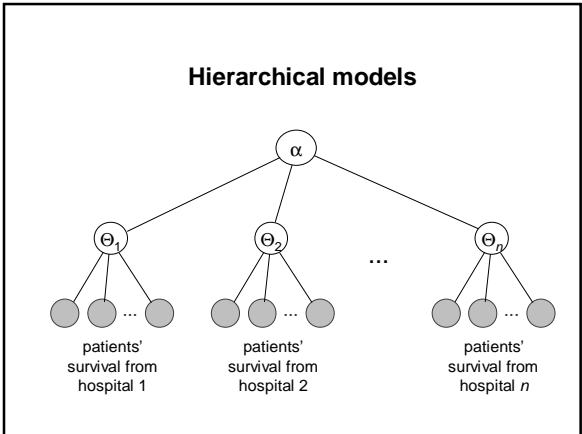 Hierarchical models
α
Θ1 Θ2 ... Θn
... ... ...
patients’
survival from
hospital 1
patients’
survival from
hospital 2
patients’
survival from
hospital n